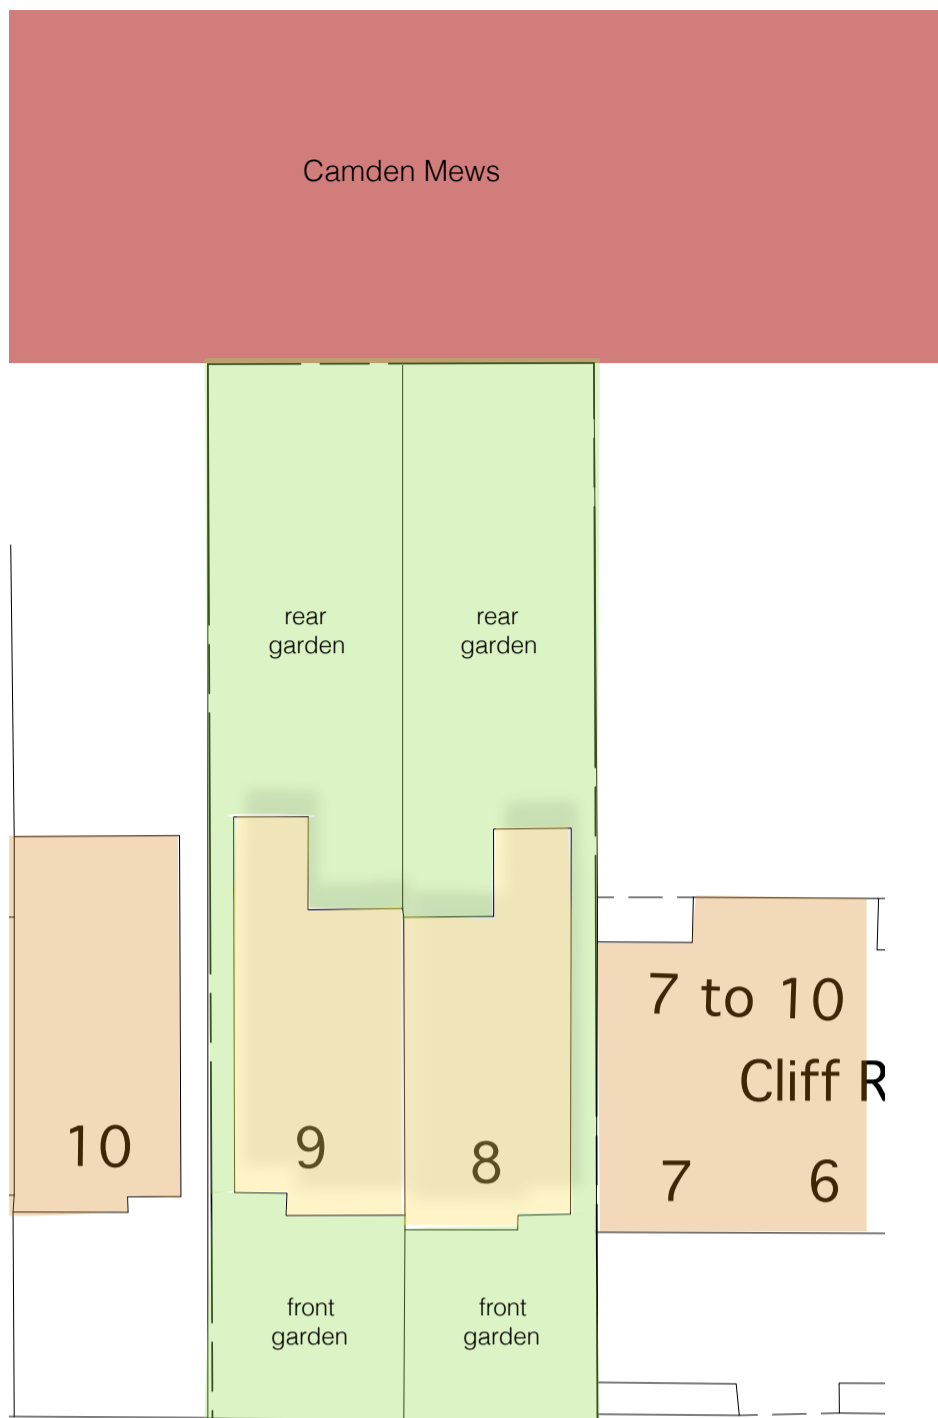 Camden Mews
rear
garden
rear
garden
7 to 10
Cliff R
10
9
8
7
6
front
garden
front
garden